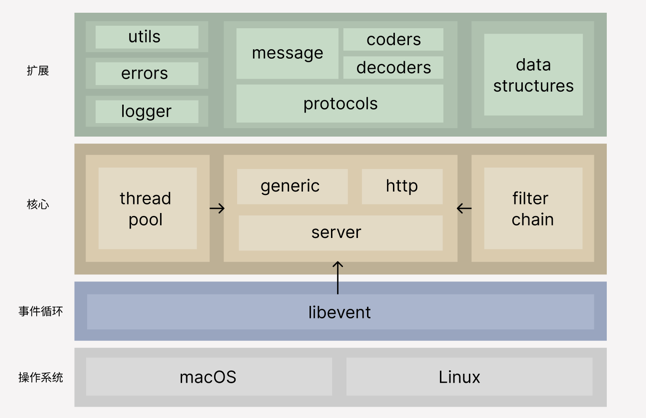 扩展
utils
errors
logger
message
coders
decoders
protocols
data
structures
核心
thread
pool
generic
http
server
filter
chain
事件循环
libevent
操作系统
macOS
Linux